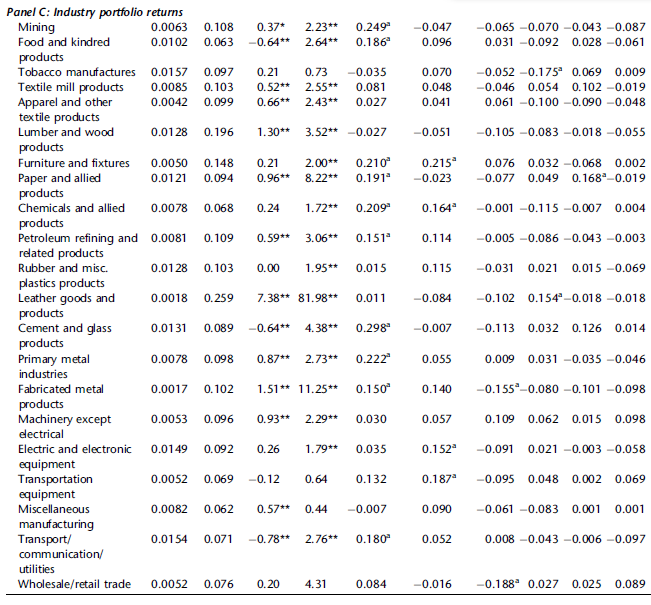 Panel C: Industry portfolio returns
Mining 0.0063 0.108 0.37* 2.23** 0.249a −0.047 −0.065 −0.070 −0.043 −0.087
Food and kindred 0.0102 0.063 −0.64** 2.64** 0.186a 0.096 0.031 −0.092 0.028 −0.061
products
Tobacco manufactures 0.0157 0.097 0.21 0.73 −0.035 0.070 −0.052 −0.175a 0.069 0.009
Textile mill products 0.0085 0.103 0.52** 2.55** 0.081 0.048 −0.046 0.054 0.102 −0.019
Apparel and other 0.0042 0.099 0.66** 2.43** 0.027 0.041 0.061 −0.100 −0.090 −0.048
textile products
Lumber and wood 0.0128 0.196 1.30** 3.52** −0.027 −0.051 −0.105 −0.083 −0.018 −0.055
products
Furniture and fixtures 0.0050 0.148 0.21 2.00** 0.210a 0.215a 0.076 0.032 −0.068 0.002
Paper and allied 0.0121 0.094 0.96** 8.22** 0.191a −0.023 −0.077 0.049 0.168a −0.019
products
Chemicals and allied 0.0078 0.068 0.24 1.72** 0.209a 0.164a −0.001 −0.115 −0.007 0.004
products
Petroleum refining and 0.0081 0.109 0.59** 3.06** 0.151a 0.114 −0.005 −0.086 −0.043 −0.003
related products
Rubber and misc. 0.0128 0.103 0.00 1.95** 0.015 0.115 −0.031 0.021 0.015 −0.069
plastics products
Leather goods and 0.0018 0.259 7.38** 81.98** 0.011 −0.084 −0.102 0.154a −0.018 −0.018
products
Cement and glass 0.0131 0.089 −0.64** 4.38** 0.298a −0.007 −0.113 0.032 0.126 0.014
products
Primary metal 0.0078 0.098 0.87** 2.73** 0.222a 0.055 0.009 0.031 −0.035 −0.046
industries
Fabricated metal 0.0017 0.102 1.51** 11.25** 0.150a 0.140 −0.155a −0.080 −0.101 −0.098
products
Machinery except 0.0053 0.096 0.93** 2.29** 0.030 0.057 0.109 0.062 0.015 0.098
electrical
Electric and electronic 0.0149 0.092 0.26 1.79** 0.035 0.152a −0.091 0.021 −0.003 −0.058
equipment
Transportation 0.0052 0.069 −0.12 0.64 0.132 0.187a −0.095 0.048 0.002 0.069
equipment
Miscellaneous 0.0082 0.062 0.57** 0.44 −0.007 0.090 −0.061 −0.083 0.001 0.001
manufacturing
Transport/ 0.0154 0.071 −0.78** 2.76** 0.180a 0.052 0.008 −0.043 −0.006 −0.097
communication/
utilities
Wholesale/retail trade 0.0052 0.076 0.20 4.31 0.084 −0.016 −0.188a 0.027 0.025 0.089